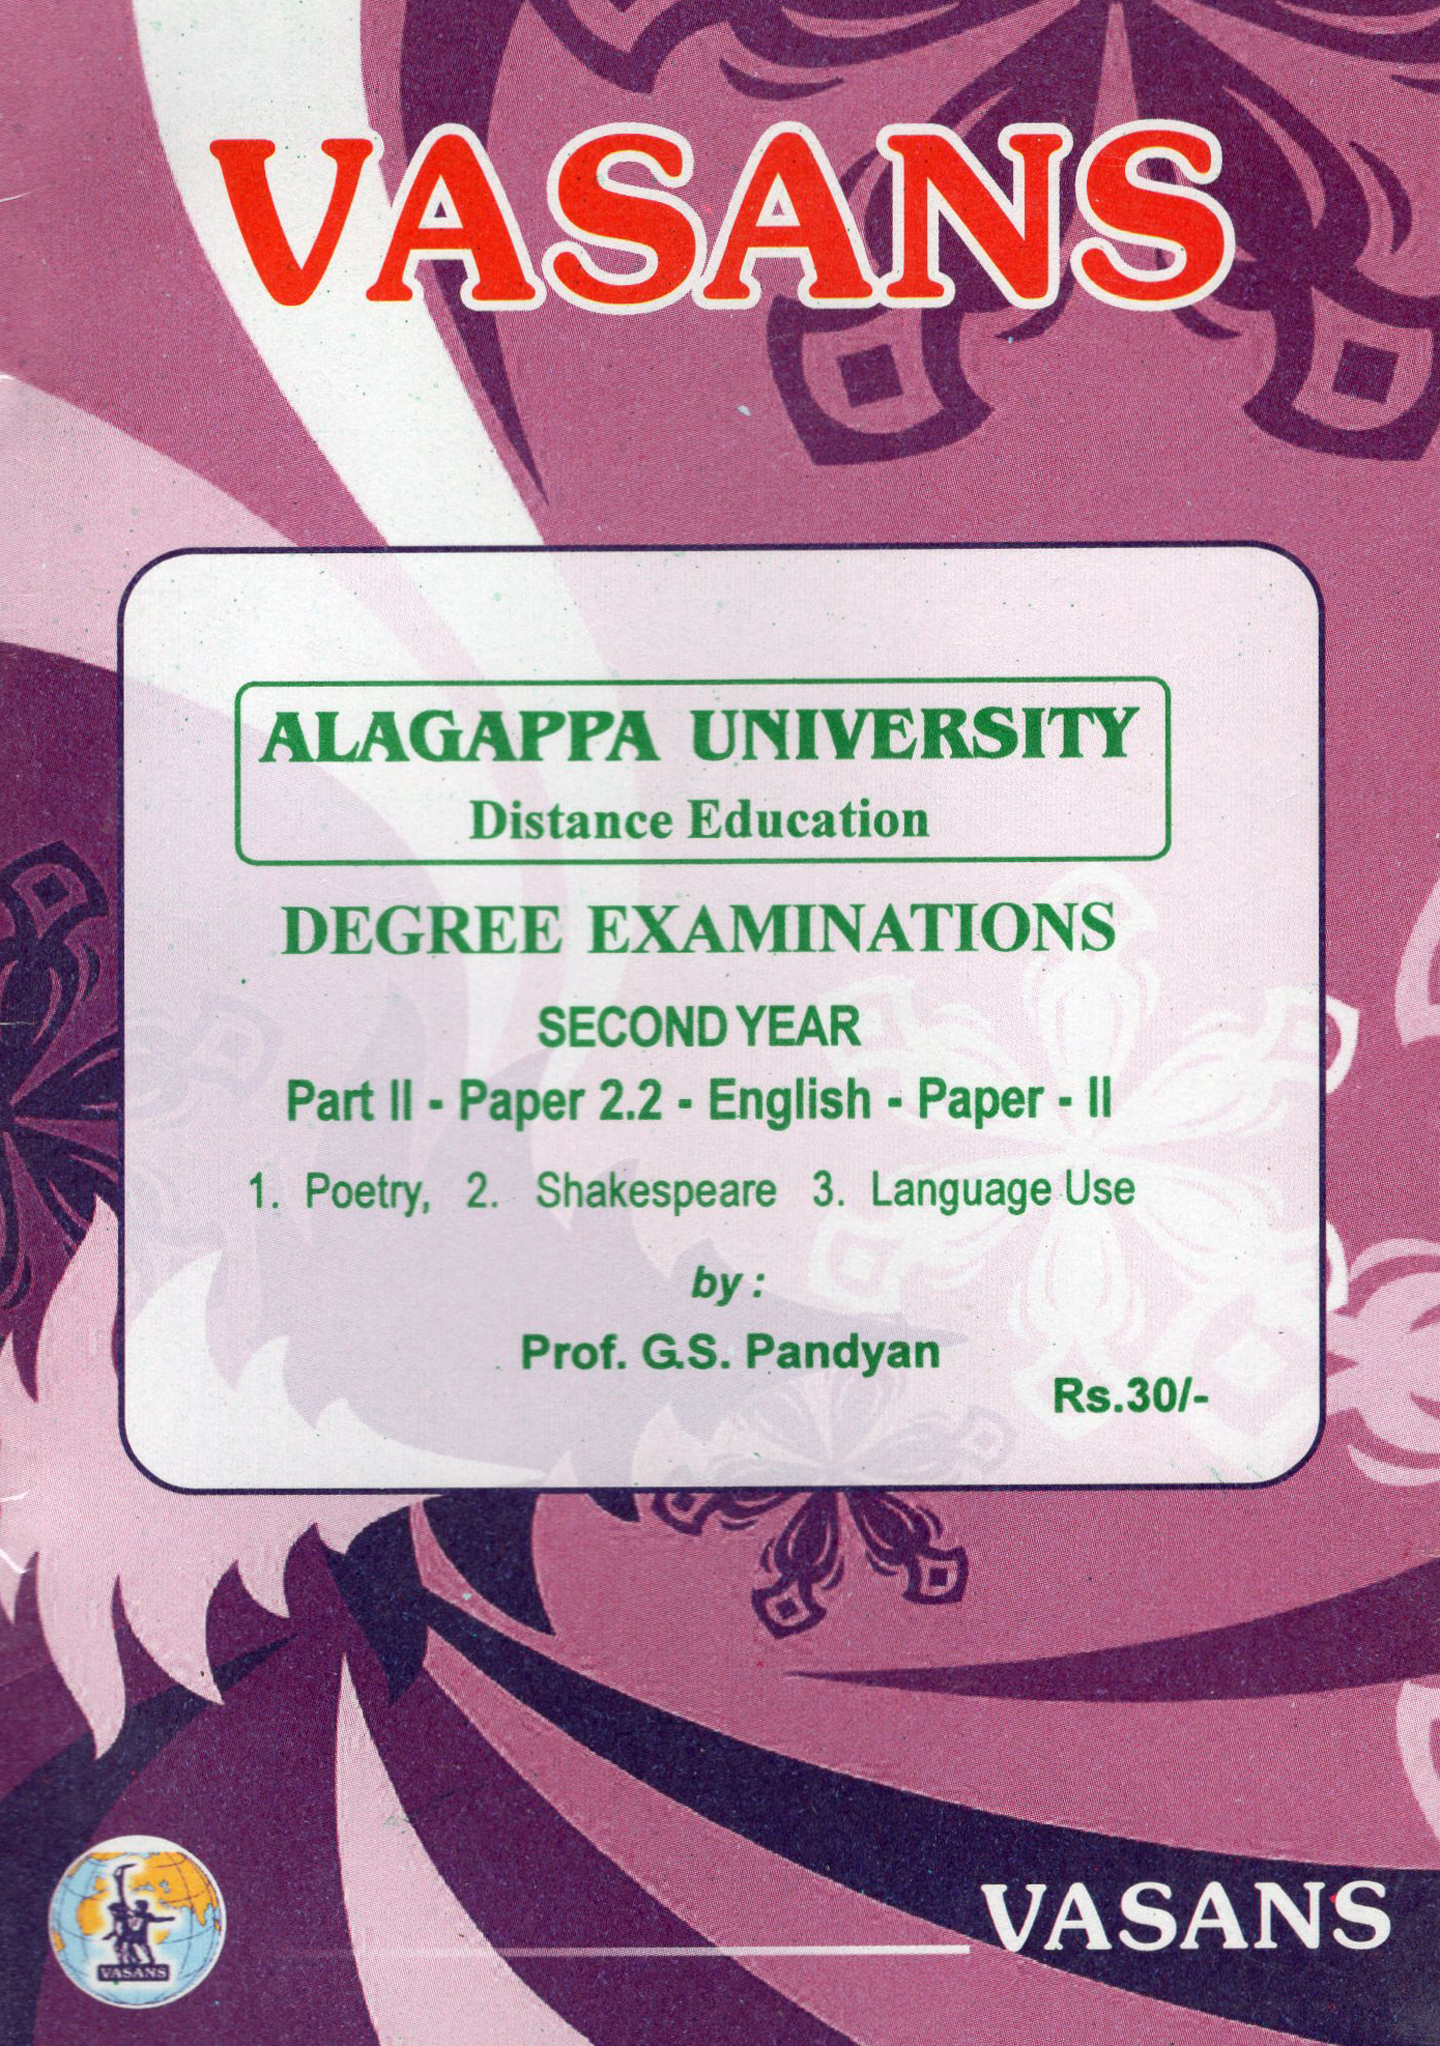 VASANS
ALAGAPPA UNIVERSITY
Distance Education
DEGREE EXAMINATIONS
SECOND YEAR
Part II - Paper 2.2 - English - Paper - II
1. Poetry, 2. Shakespeare 3. Language Use
by :
Prof. G.S. Pandyan
Rs.30/-
VASANS
VASANS